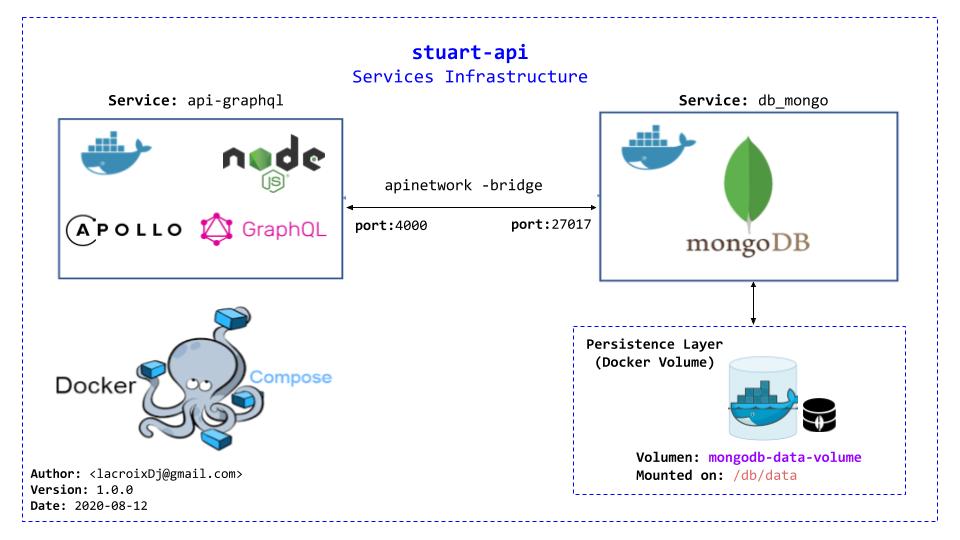 stuart-api
Services Infrastructure
Service: api-graphql
Service: db_mongo
node
JS
APOLLO
GraphQL
apinetwork -bridge
port:4000
port:27017
mongoDB
Docker
Compose
Persistence Layer
(Docker Volume)
Volumen: mongodb-data-volume
Mounted on: /db/data
Author: <lacroixDj@gmail.com>
Version: 1.0.0
Date: 2020-08-12